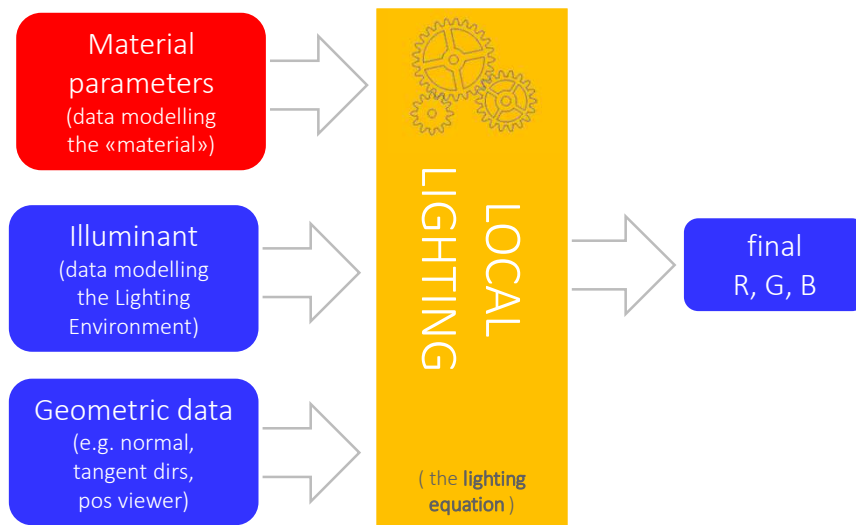 Material
parameters
(data modelling
the «material»)
Illuminant
(data modelling
the Lighting
Environment)
Geometric data
(e.g. normal,
tangent dirs,
pos viewer)
LOCAL
LIGHTING
( the lighting
equation )
final
R, G, B